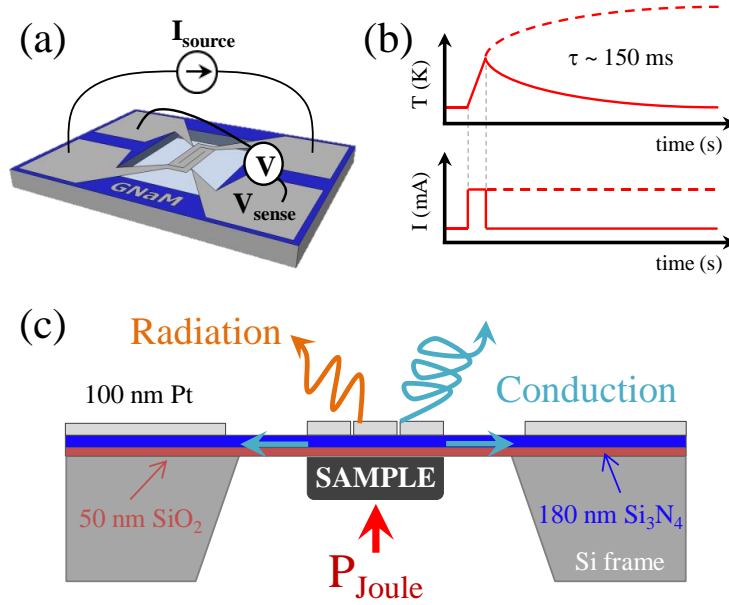 (a)
I_source
V
V_sense
GNaM
(b)
T (K)
τ ~ 150 ms
time (s)
I (mA)
time (s)
(c)
Radiation
Conduction
100 nm Pt
SAMPLE
50 nm SiO₂
180 nm Si₃N₄
Si frame
P_Joule